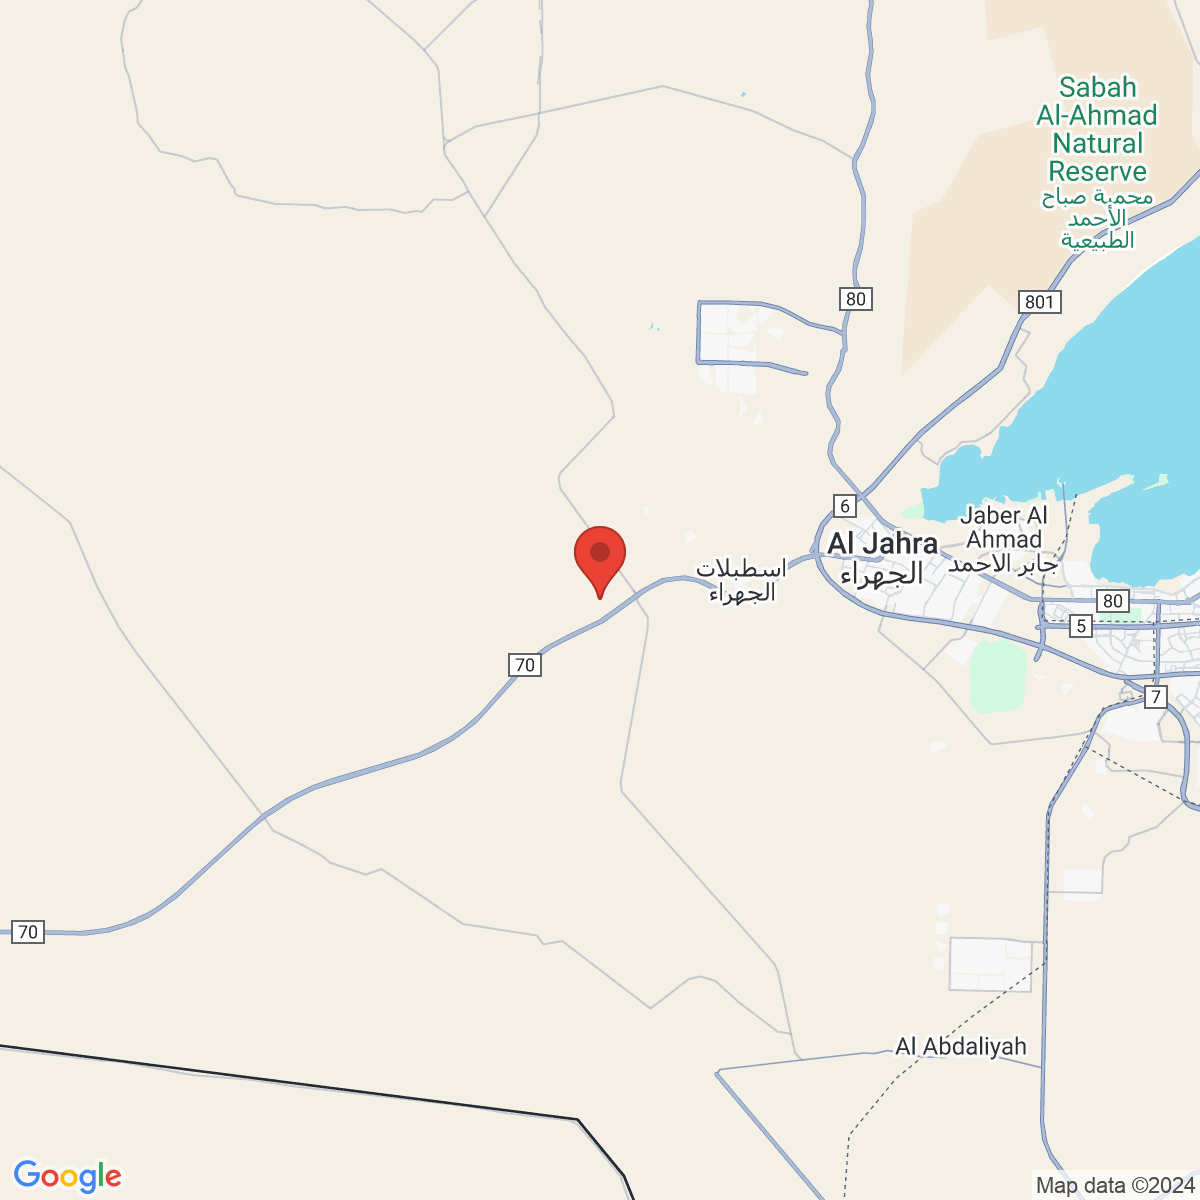 Sabah
Al-Ahmad
Natural
Reserve
محمية صباح
الأحمد
الطبيعية
80
801
6
Jaber Al
Ahmad
جابر الاحمد
Al Jahra
الجهراء
اسطبلات
الجهراء
80
5
70
7
70
Al Abdaliyah
Google
Map data ©2024